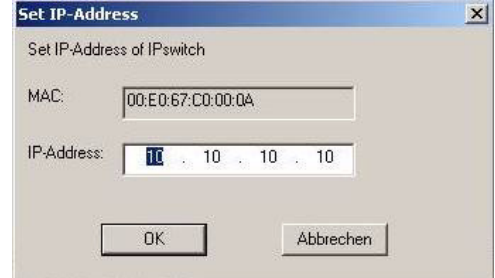 Set IP-Address
Set IP-Address of IPswitch
MAC: 00:E0:67:C0:00:0A
IP-Address: 10 . 10 . 10 . 10
OK Abbrechen